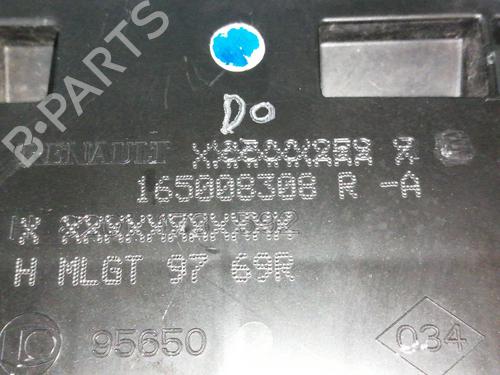 B-PARTS
Do
RENAULT
165008308 R -A
H MLGT 97 69R
95650
034